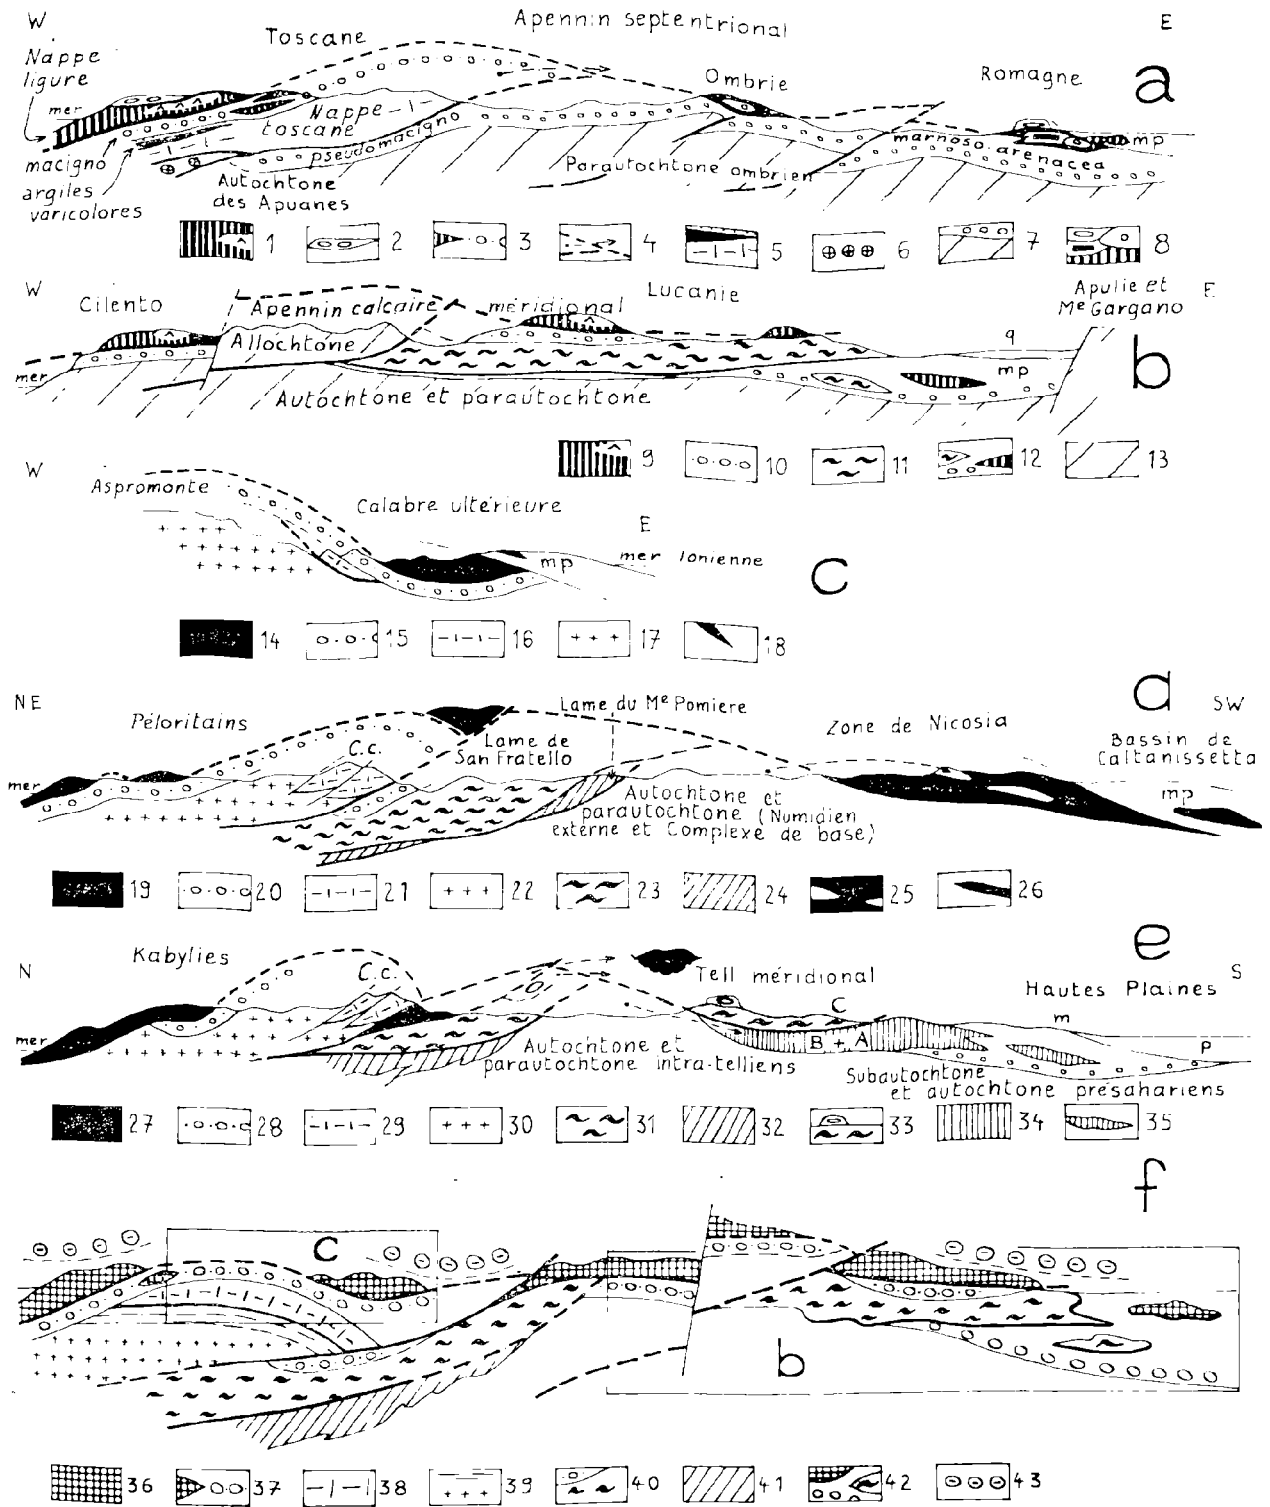 W
Apennin septentrional
E
Toscane
Nappe
ligure
mer
Ombrie
Romagne
a
Nappe
toscane
macigno
pseudomacigno
marnoso.arenacea
mp
argiles
varicolores
Autochtone
des Apuanes
Parautochtone ombrien
1 2 3 4 5 6 7 8
W
Cilento
Apennin calcaire méridional
Lucanie
Apulie et
Mᵉ Gargano
E
Allochtone
q
b
mer
mp
Autochtone et parautochtone
9 10 11 12 13
W
Aspromonte
Calabre ultérieure
E
mp
mer Ionienne
c
14 15 16 17 18
NE
Péloritains
Lame du Mᵉ Pomiere
d
SW
Zone de Nicosia
C.c.
Lame de
San Fratello
Bassin de
Caltanissetta
mer
Autochtone et
parautochtone (Numidien
externe et Complexe de base)
mp
19 20 21 22 23 24 25 26
e
N
Kabylies
C.c.
Tell méridional
S
Hautes Plaines
C
m
mer
B + A
p
Autochtone et
parautochtone intra-telliens
Subautochtone
et autochtone présahariens
27 28 29 30 31 32 33 34 35
f
c
b
36 37 38 39 40 41 42 43